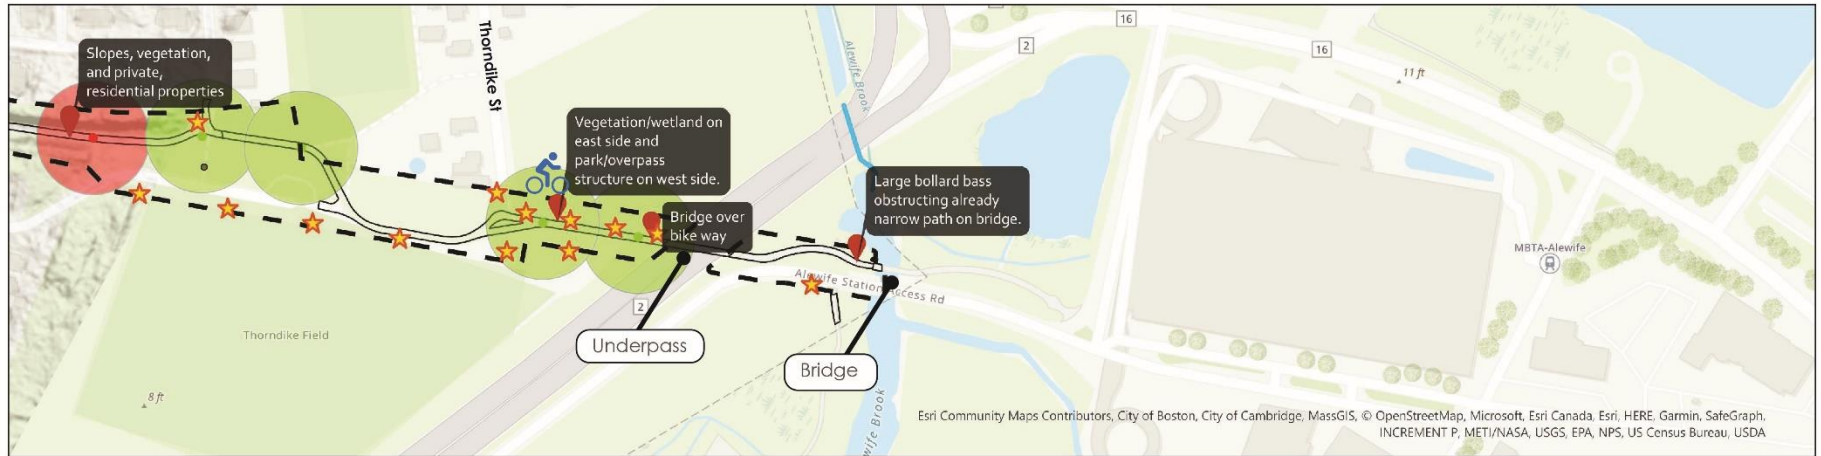 Slopes, vegetation,
and private,
residential properties
Thorndike St
Vegetation/wetland on
east side and
park/overpass
structure on west side.
Bridge over
bike way
Large bollard bass
obstructing already
narrow path on bridge.
Alewife Brook
16
2
16
11 ft
MBTA-Alewife
Alewife Station Access Rd
2
Thorndike Field
Underpass
Bridge
8 ft
wife Brook
Esri Community Maps Contributors, City of Boston, City of Cambridge, MassGIS, © OpenStreetMap, Microsoft, Esri Canada, Esri, HERE, Garmin, SafeGraph,
INCREMENT P, METI/NASA, USGS, EPA, NPS, US Census Bureau, USDA